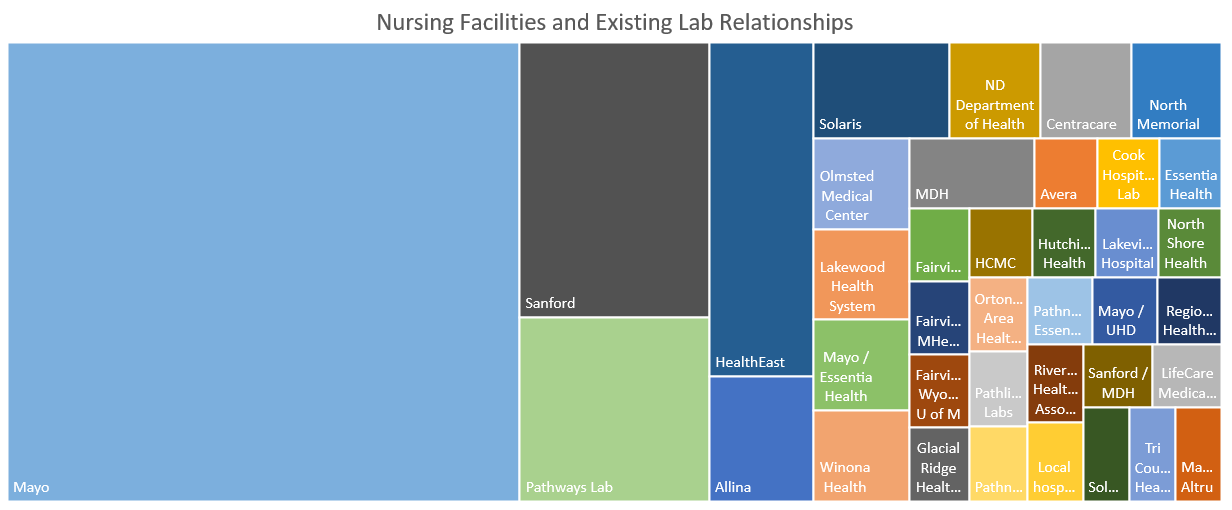 Nursing Facilities and Existing Lab Relationships
Mayo
Sanford
Pathways Lab
HealthEast
Allina
Solaris
ND
Department
of Health
Centracare
North
Memorial
Olmsted
Medical
Center
MDH
Avera
Cook
Hospit...
Lab
Essentia
Health
Lakewood
Health
System
Fairvi...
HCMC
Hutchi...
Health
Lakevi...
Hospital
North
Shore
Health
Mayo /
Essentia
Health
Fairvi...
MHe...
Orton...
Area
Healt...
Pathn...
Essen...
Mayo /
UHD
Regio...
Health...
Fairvi...
Wyo...
U of M
Pathli...
Labs
River...
Healt...
Asso...
Sanford /
MDH
LifeCare
Medica...
Winona
Health
Glacial
Ridge
Healt...
Pathn...
Local
hosp...
Sol...
Tri
Cou...
Hea...
Ma...
Altru